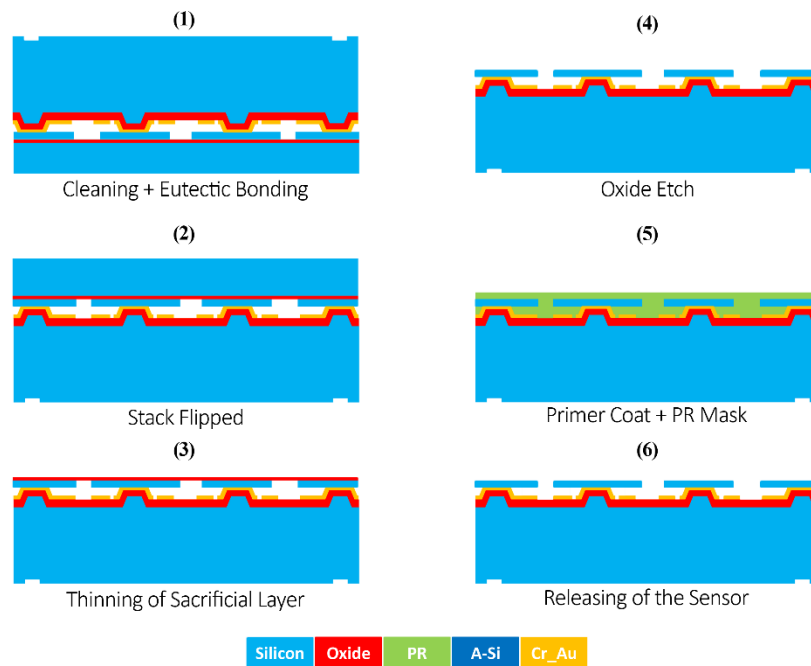 (1)
Cleaning + Eutectic Bonding
(2)
Stack Flipped
(3)
Thinning of Sacrificial Layer
(4)
Oxide Etch
(5)
Primer Coat + PR Mask
(6)
Releasing of the Sensor
Silicon Oxide PR A-Si Cr_Au